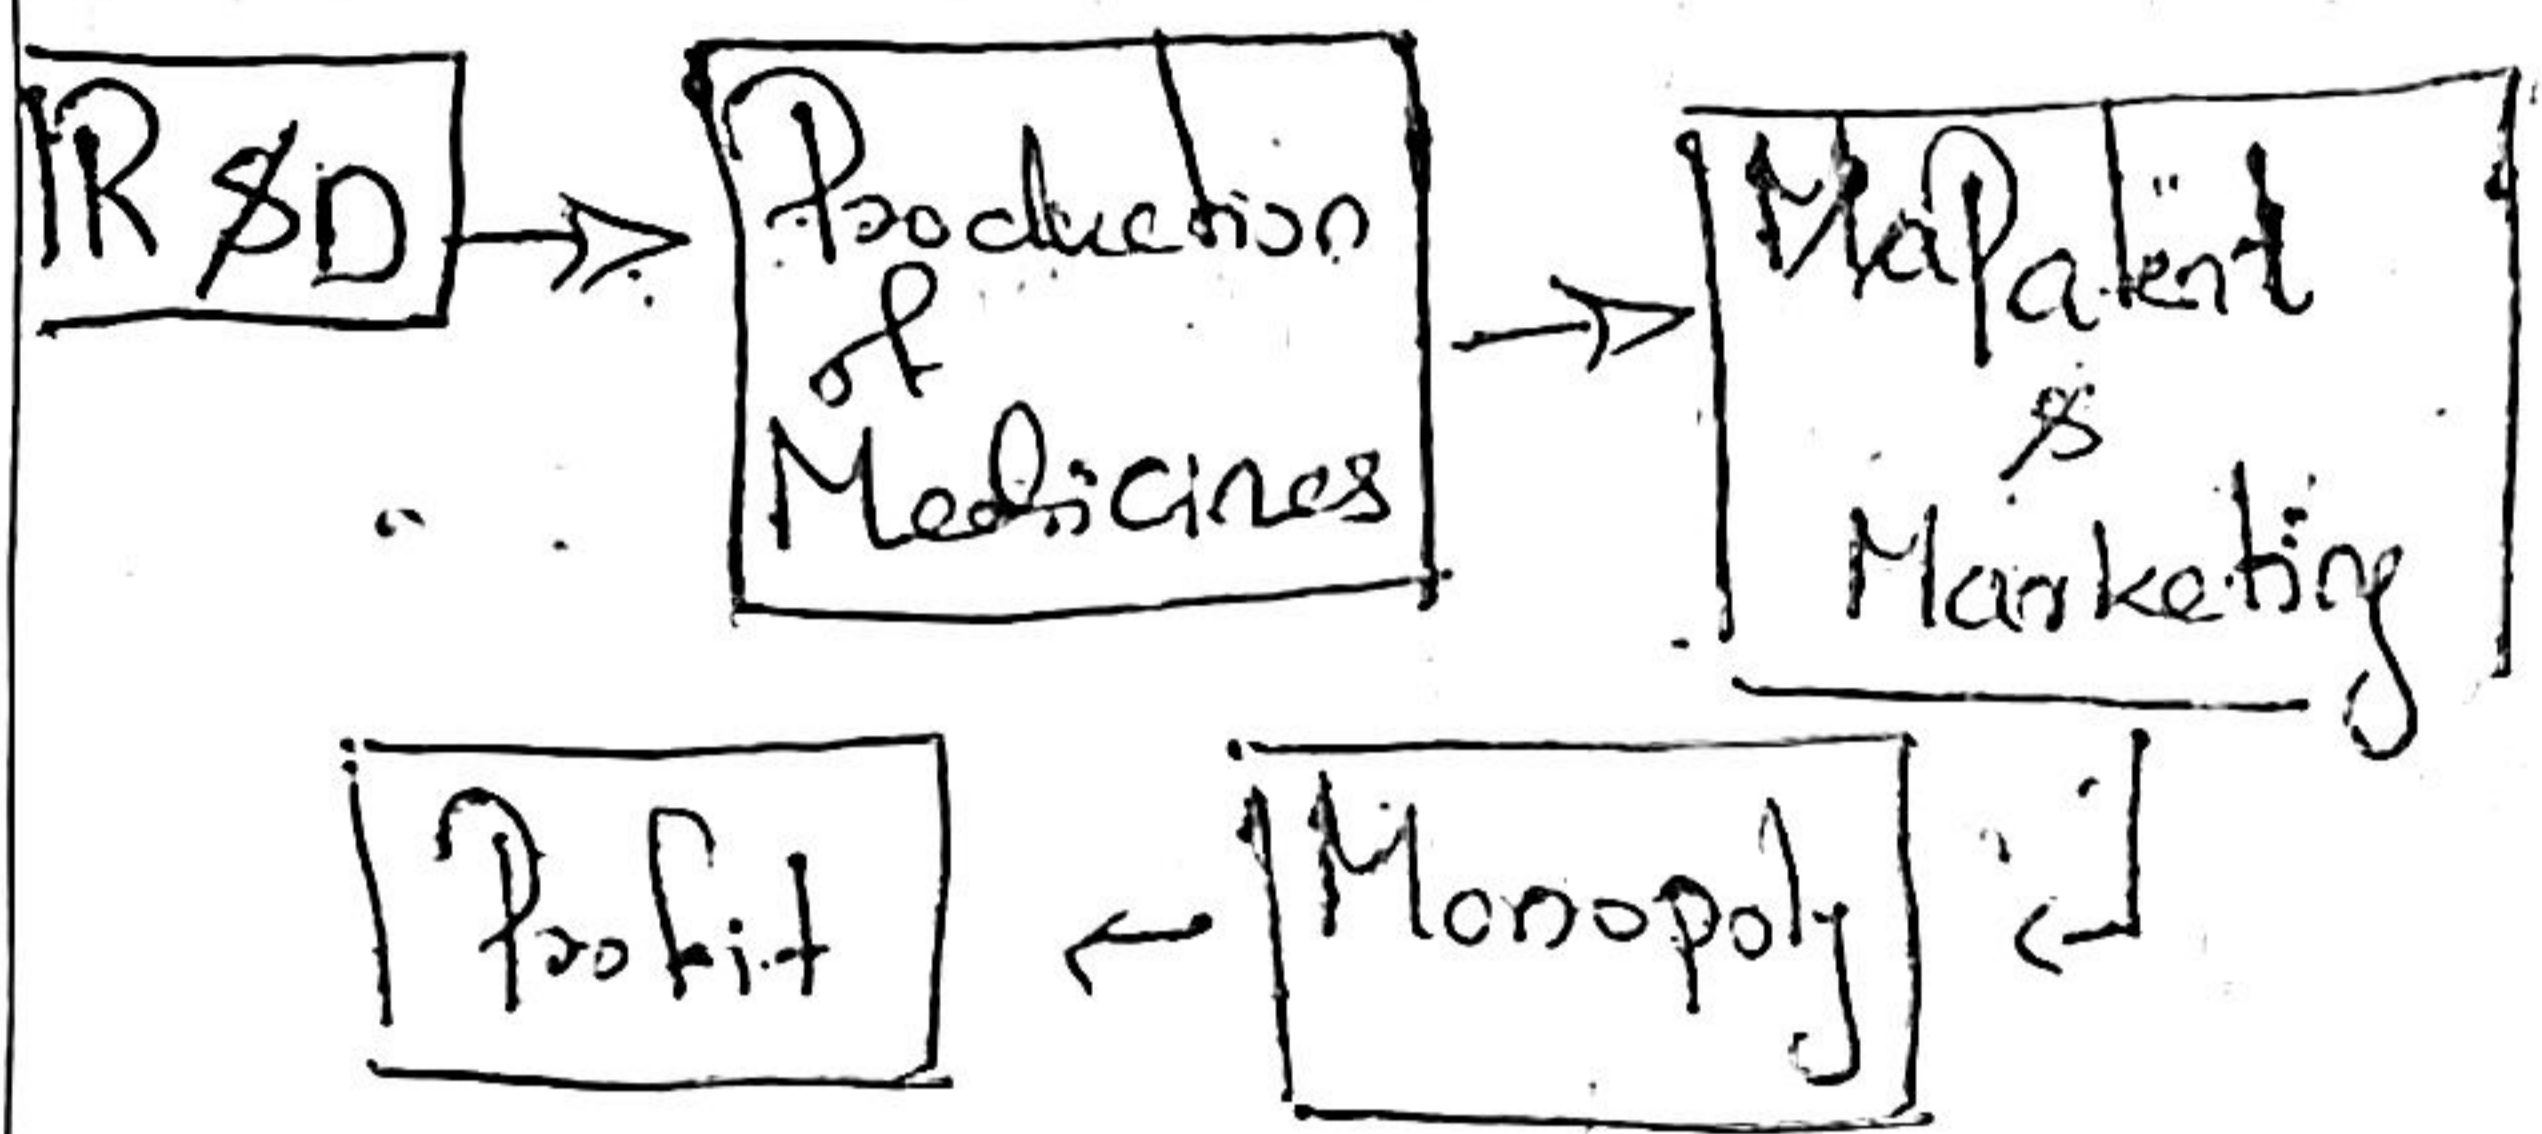 R & D
Production
of
Medicines
Patent
&
Marketing
Monopoly
Profit